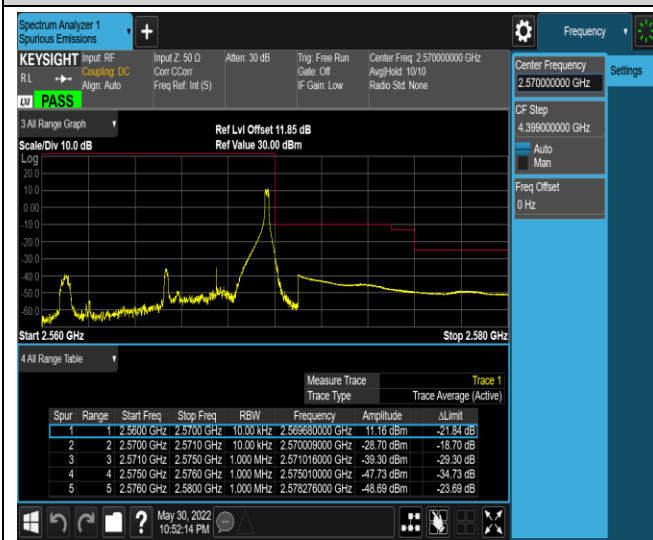 Spectrum Analyzer 1
Spurious Emissions
Frequency
KEYSIGHT
RL
Input: RF
Coupling: DC
Align: Auto
Input Z: 50 Ω
Corr CCorr
Freq Ref: Int (S)
Atten: 30 dB
Trig: Free Run
Gate: Off
IF Gain: Low
Center Freq: 2.570000000 GHz
Avg|Hold: 10/10
Radio Std: None
LXI PASS
Center Frequency
2.570000000 GHz
Settings
CF Step
4.399000000 GHz
Auto
Man
Freq Offset
0 Hz
3 All Range Graph
Scale/Div 10.0 dB
Ref Lvl Offset 11.85 dB
Ref Value 30.00 dBm
Log
20.0
10.0
0.00
-10.0
-20.0
-30.0
-40.0
-50.0
-60.0
Start 2.560 GHz
Stop 2.580 GHz
4 All Range Table
Measure Trace Trace 1
Trace Type Trace Average (Active)
Spur Range Start Freq Stop Freq RBW Frequency Amplitude ΔLimit
1 1 2.5600 GHz 2.5700 GHz 10.00 kHz 2.569680000 GHz 11.16 dBm -21.84 dB
2 2 2.5700 GHz 2.5710 GHz 10.00 kHz 2.570009000 GHz -28.70 dBm -18.70 dB
3 3 2.5710 GHz 2.5750 GHz 1.000 MHz 2.571016000 GHz -39.30 dBm -29.30 dB
4 4 2.5750 GHz 2.5760 GHz 1.000 MHz 2.575010000 GHz -47.73 dBm -34.73 dB
5 5 2.5760 GHz 2.5800 GHz 1.000 MHz 2.578276000 GHz -48.69 dBm -23.69 dB
May 30, 2022
10:52:14 PM